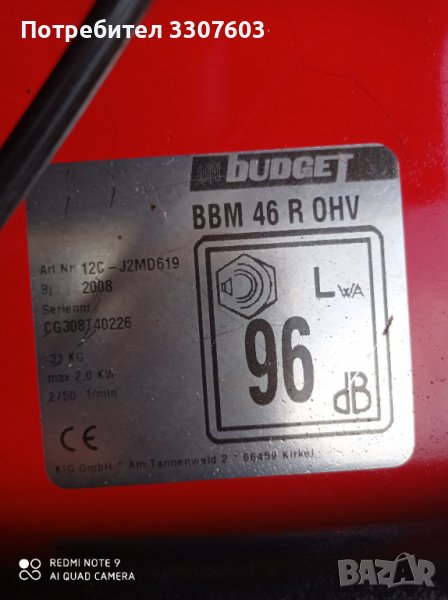 Потребител 3307603
BUDGET
BBM 46 R OHV
Art.Nr. 12C-J2MD619
Bj.: 2008
Seriennr.:
CG308T40226
31 KG
max 2.0 KW
2750 1/min
LWA
96
dB
CE
KIG GmbH * Am Tannenwald 2 * 66459 Kirkel
REDMI NOTE 9
AI QUAD CAMERA
BAZAR